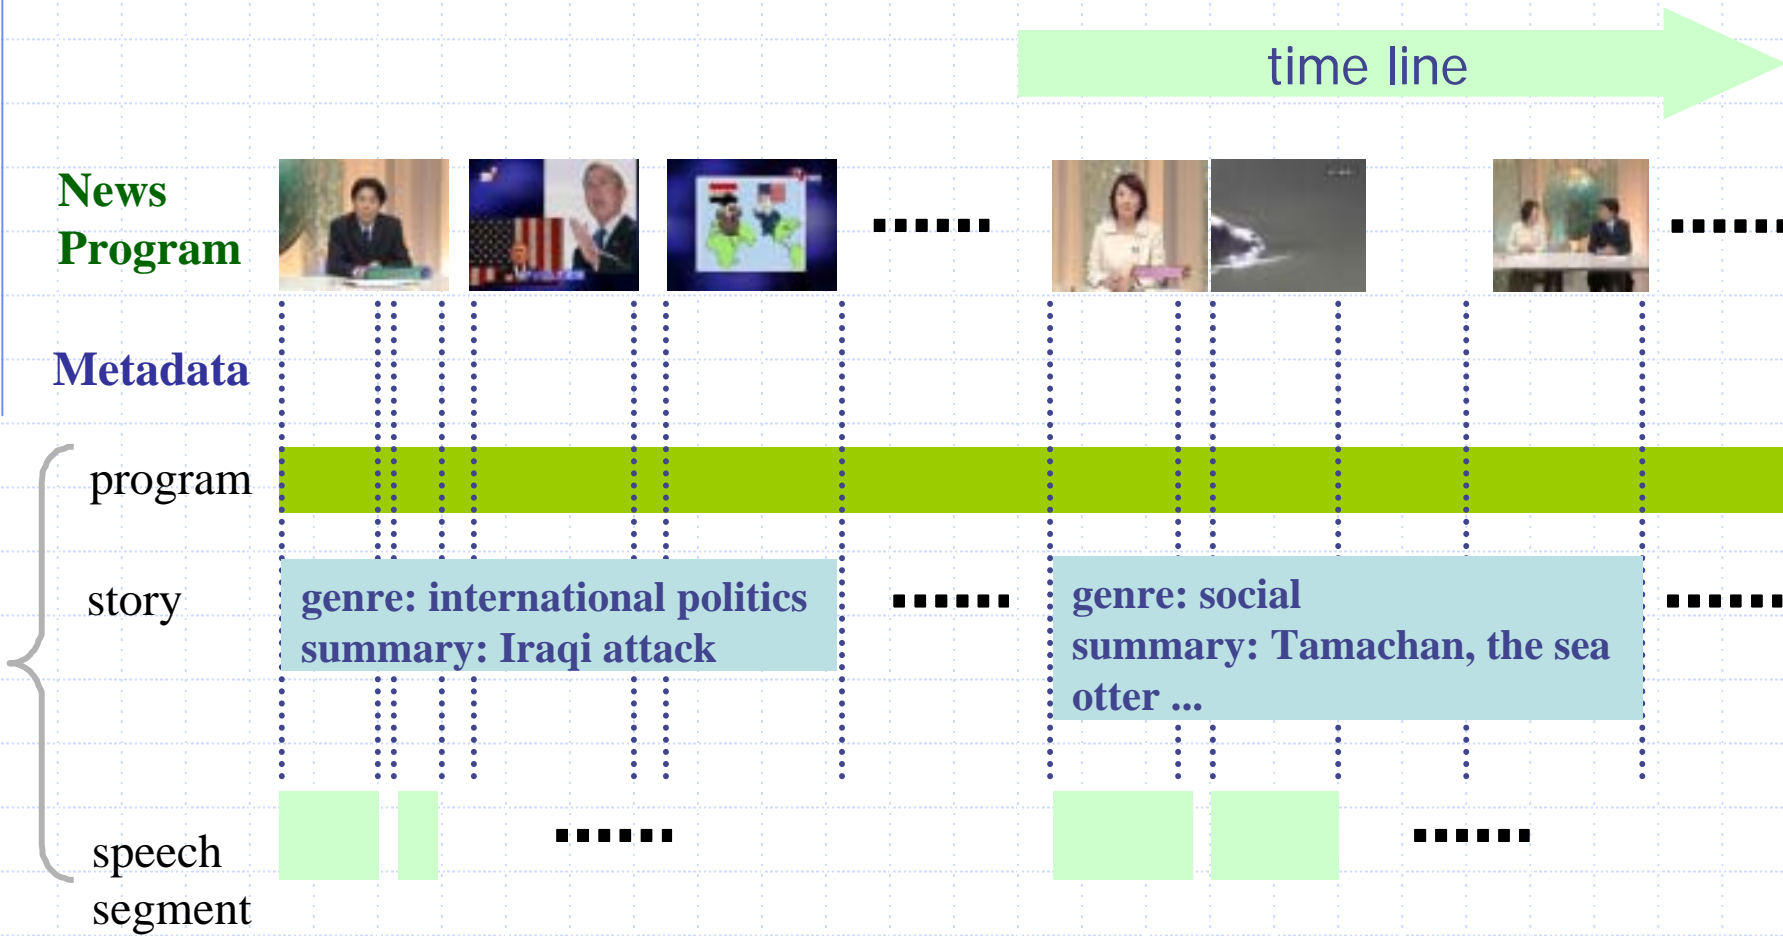 time line
News
Program
Metadata
program
story
genre: international politics
summary: Iraqi attack
genre: social
summary: Tamachan, the sea
otter ...
speech
segment